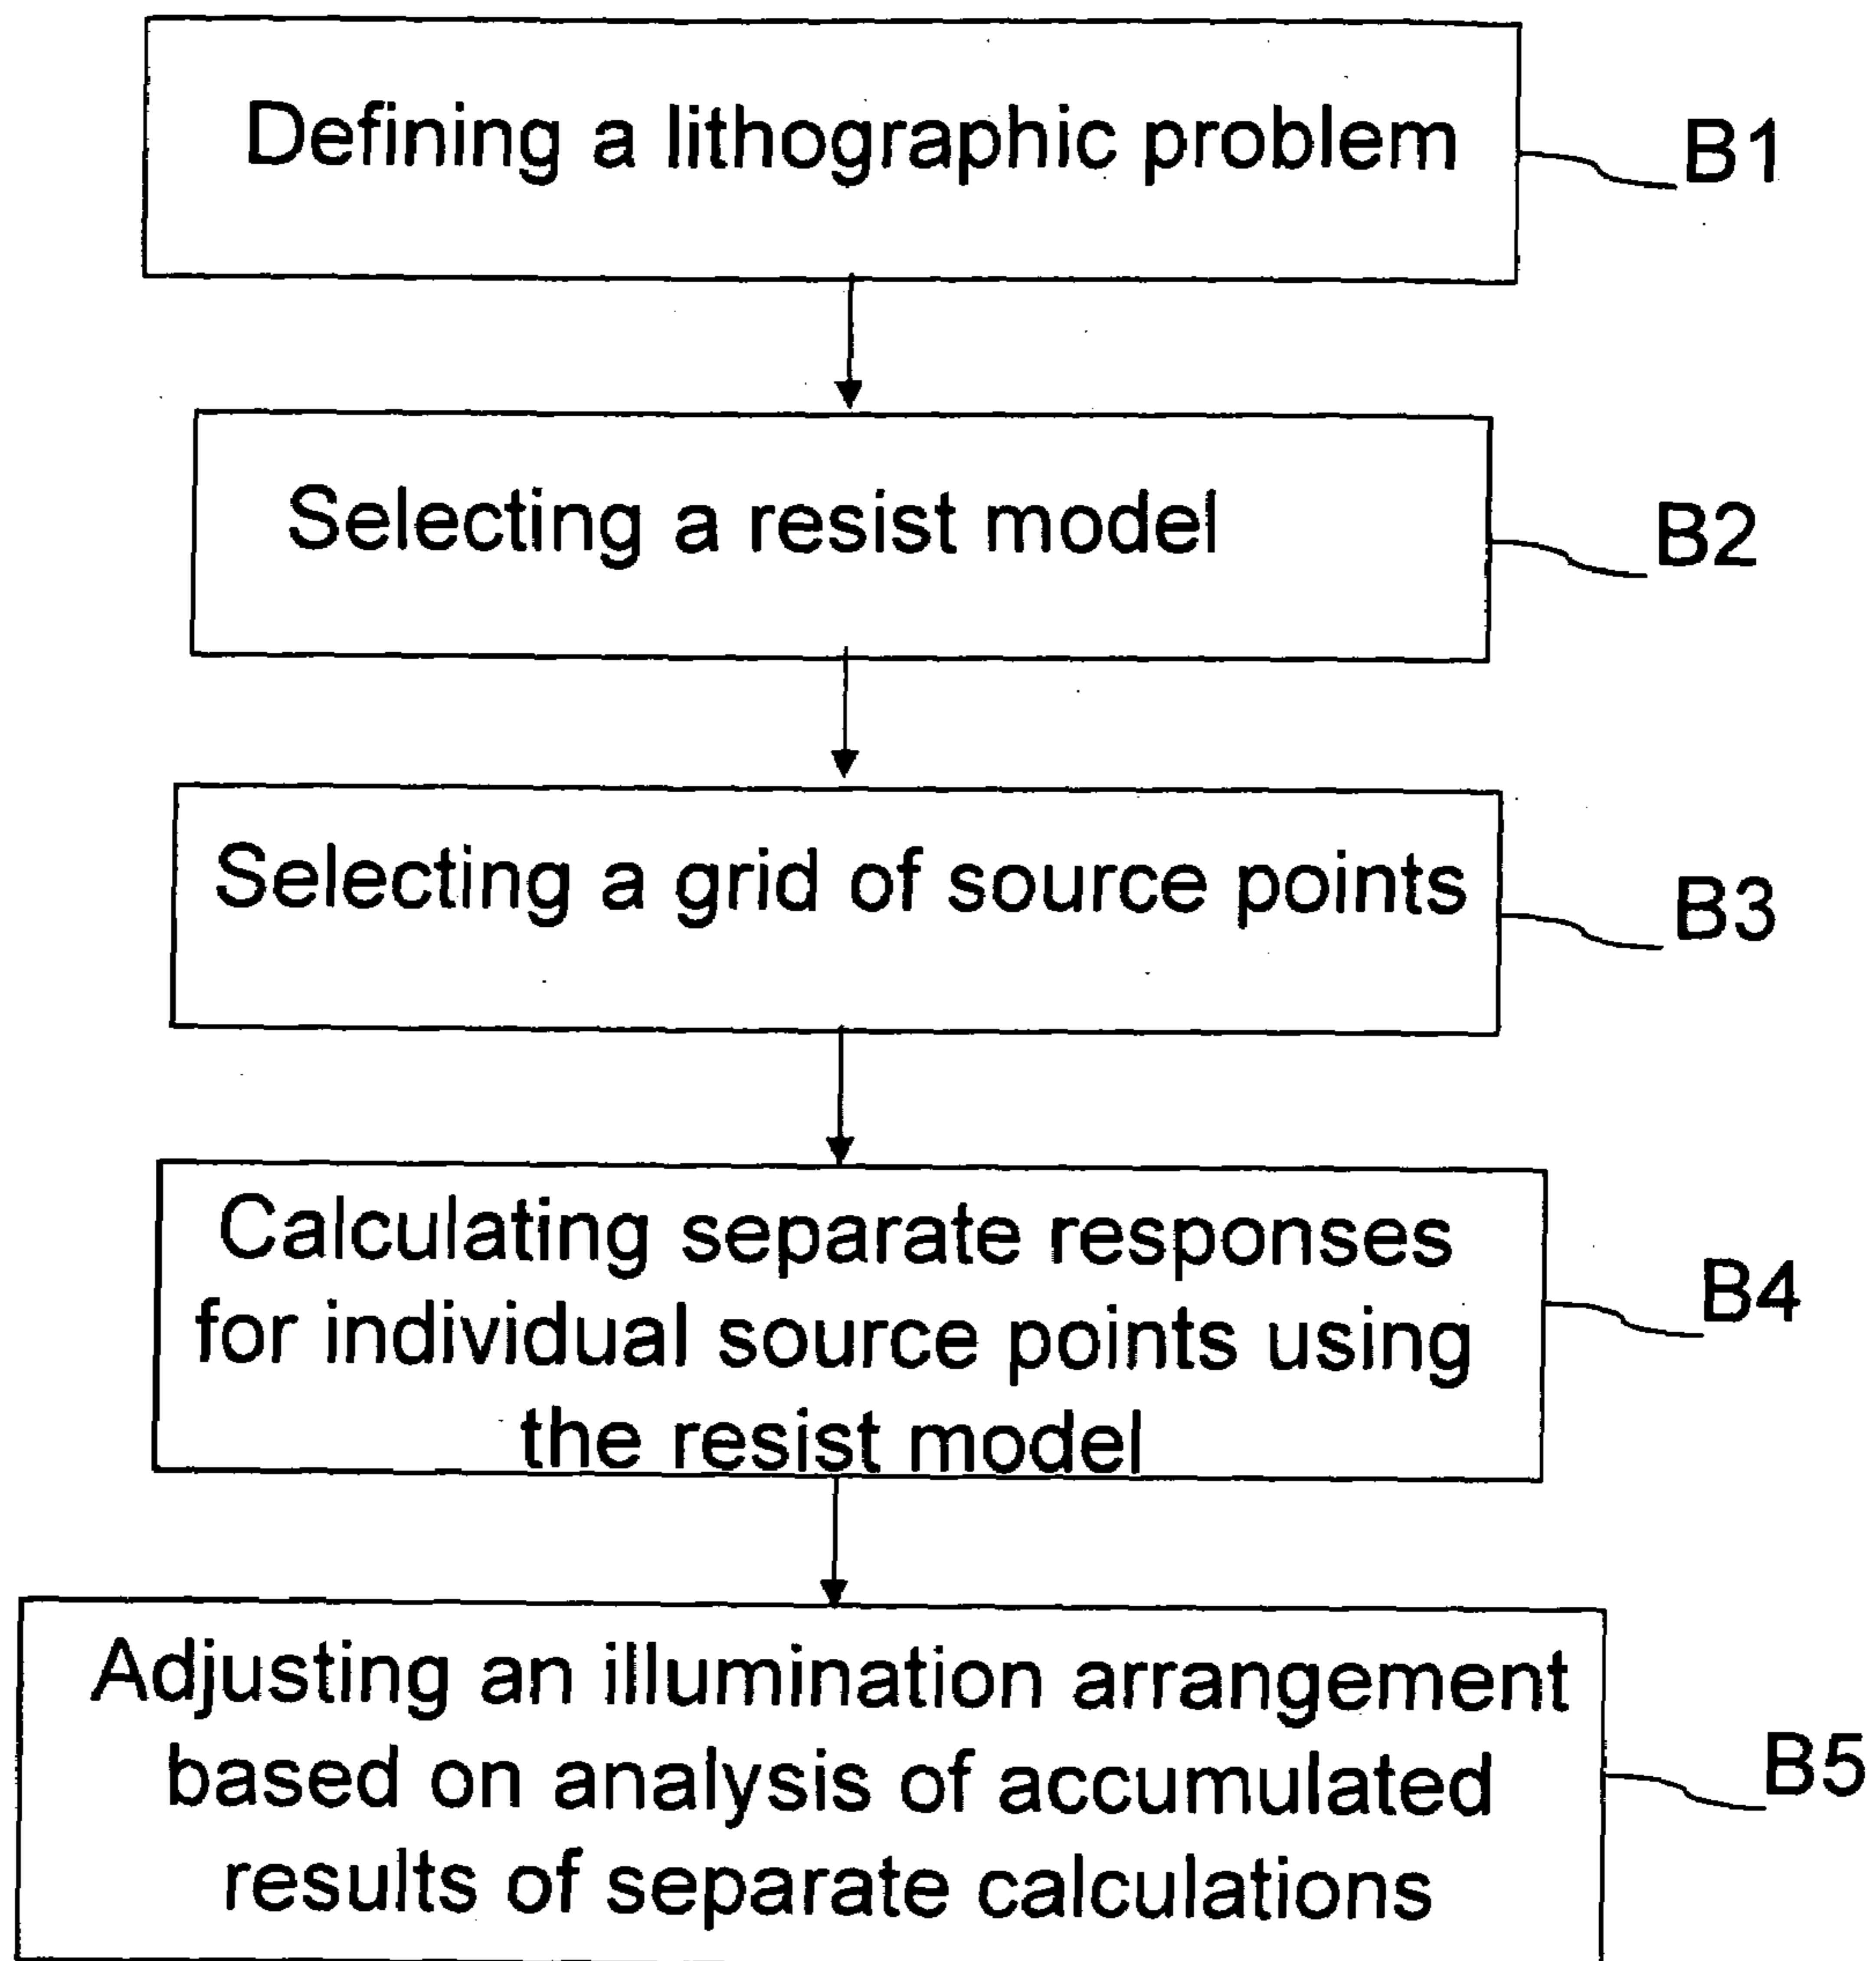 Defining a lithographic problem
B1
Selecting a resist model
B2
Selecting a grid of source points
B3
Calculating separate responses
for individual source points using
the resist model
B4
Adjusting an illumination arrangement
based on analysis of accumulated
results of separate calculations
B5